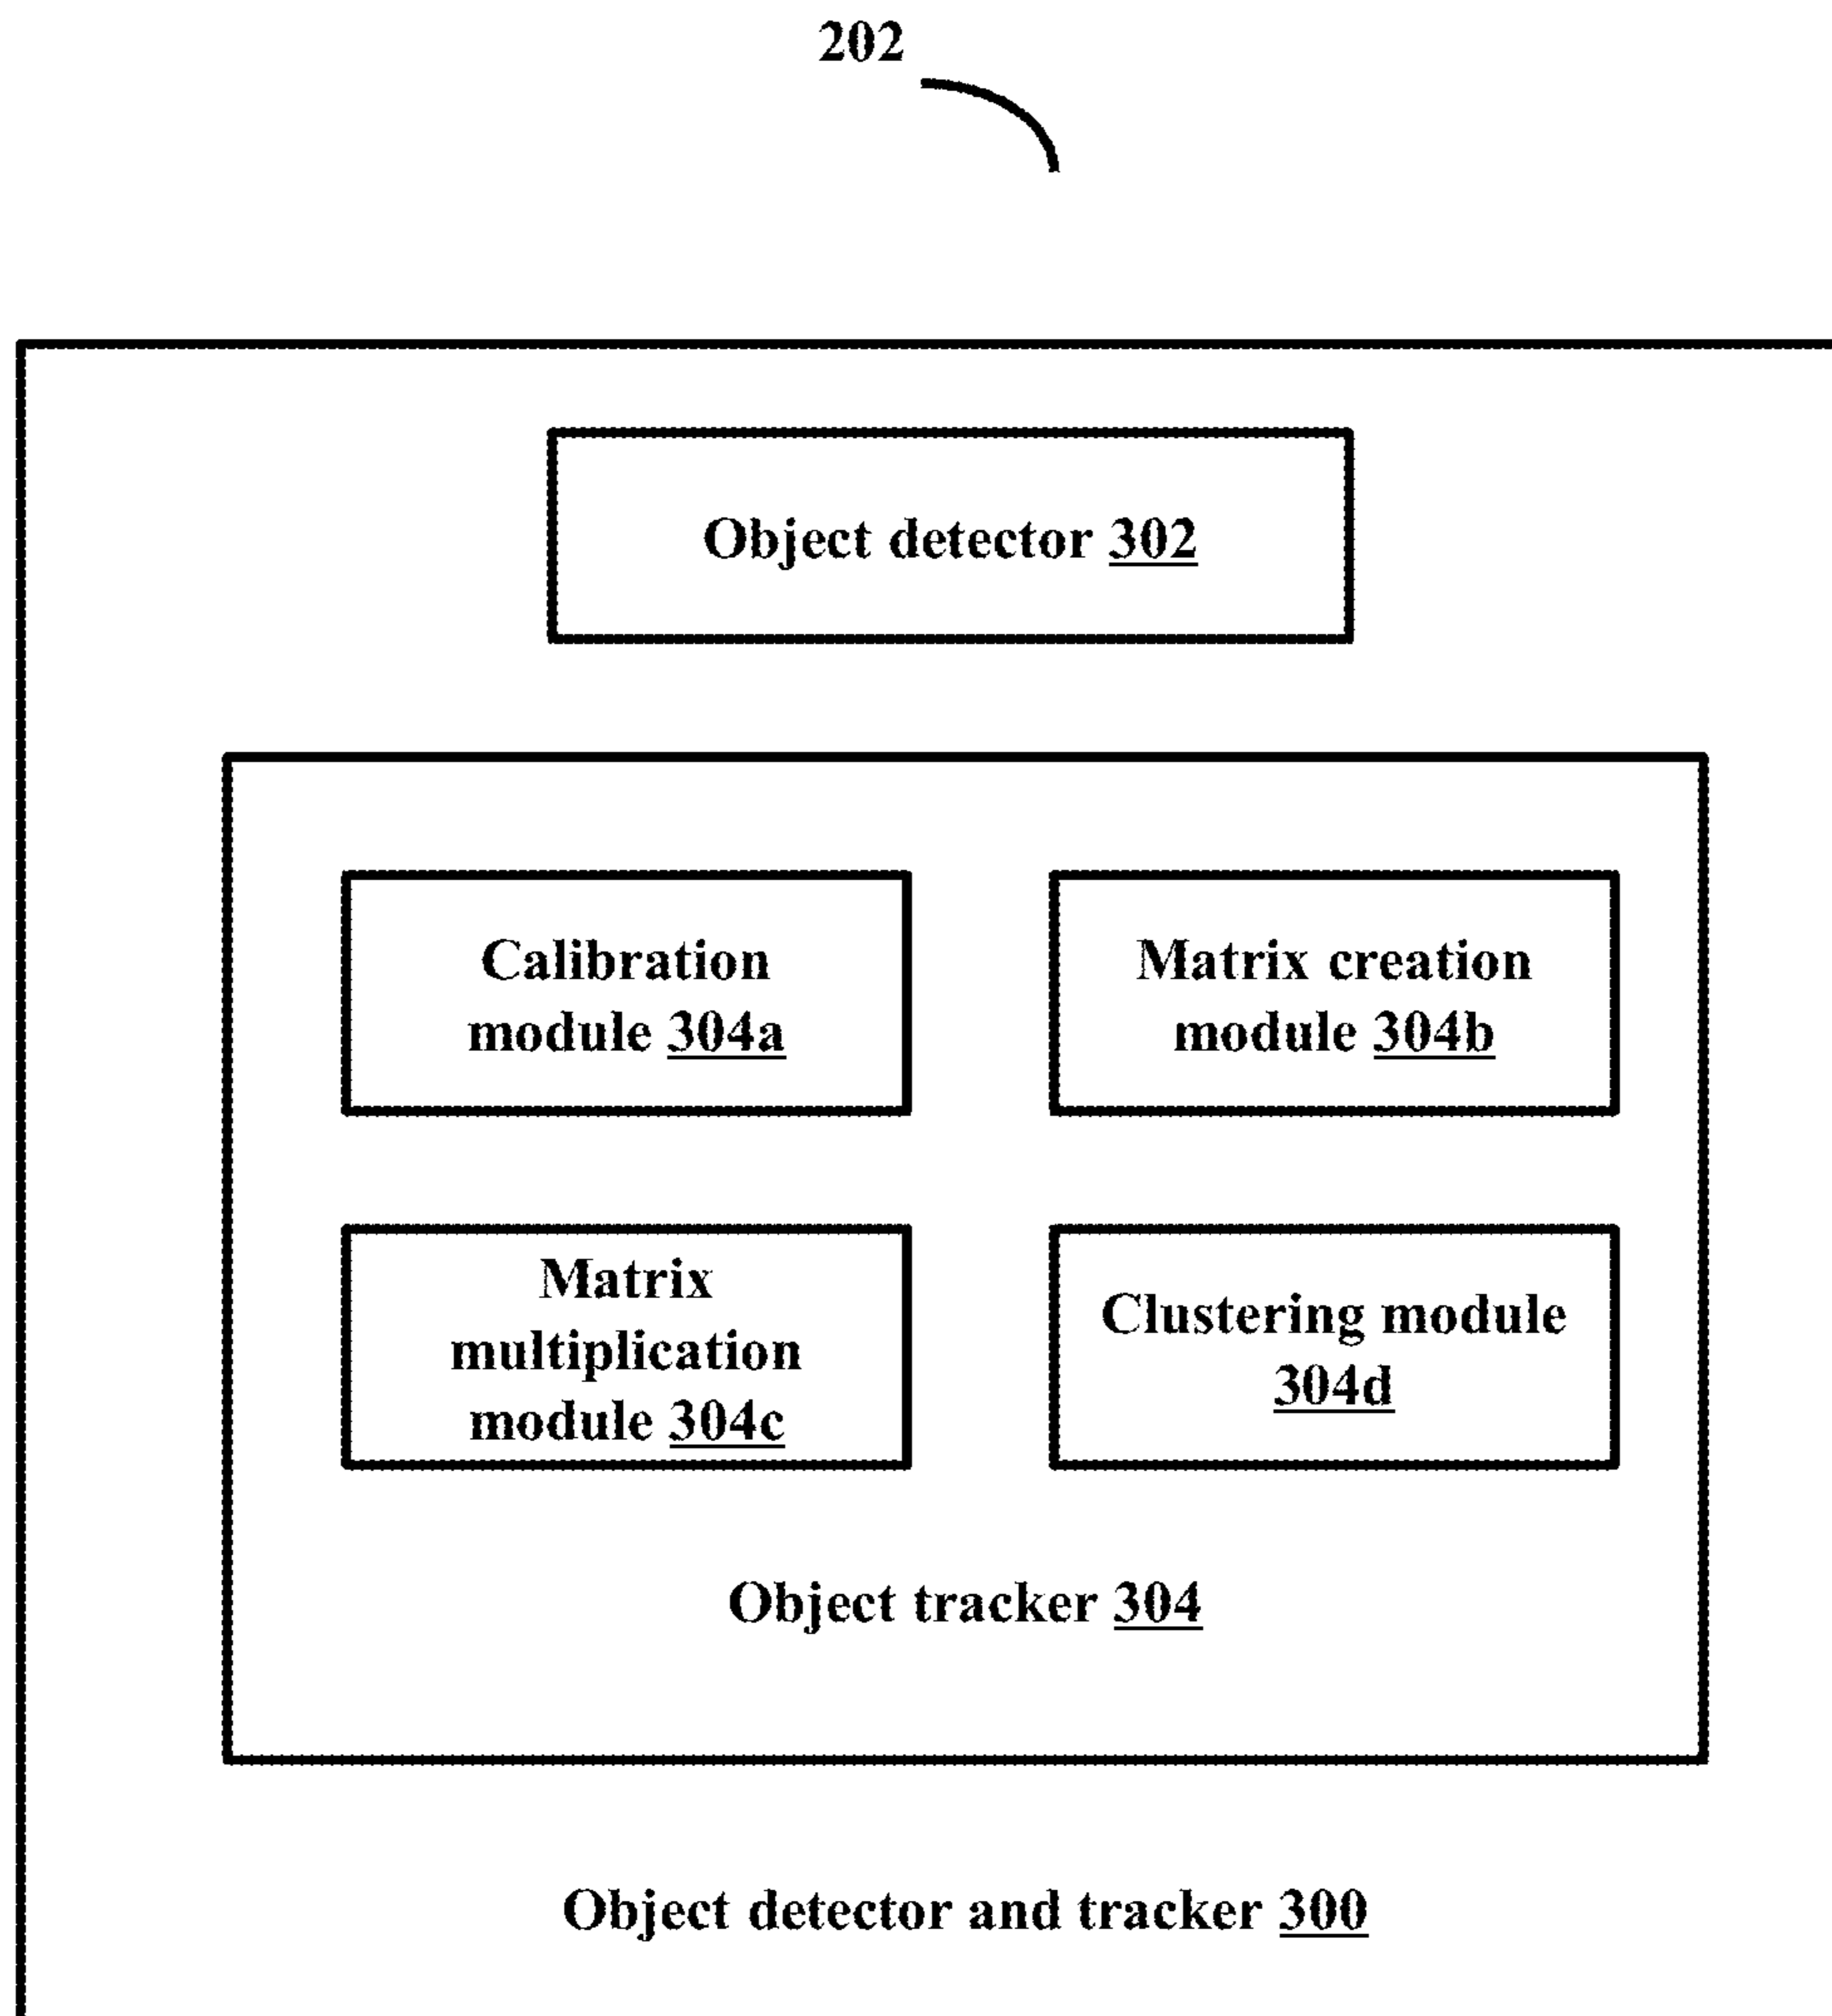 202
Object detector 302
Calibration
module 304a
Matrix creation
module 304b
Matrix
multiplication
module 304c
Clustering module
304d
Object tracker 304
Object detector and tracker 300